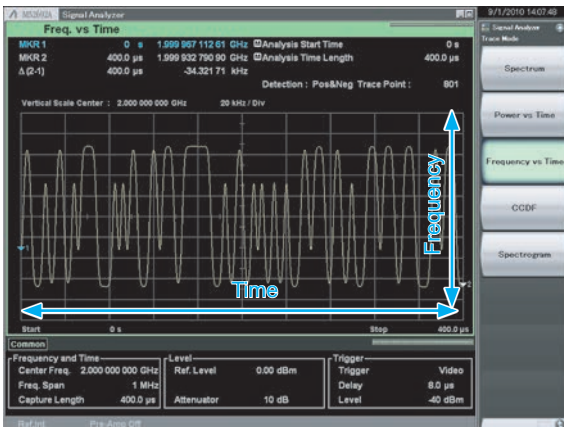 MS2692A Signal Analyzer
9/1/2010 14:07:48
Freq. vs Time
MKR 1 0 s 1.999 967 112 61 GHz Analysis Start Time 0 s
MKR 2 400.0 µs 1.999 932 790 90 GHz Analysis Time Length 400.0 µs
Δ(2-1) 400.0 µs -34.321 71 kHz
Detection : Pos&Neg Trace Point : 801
Vertical Scale Center : 2.000 000 000 GHz 20 kHz / Div
1
2
Frequency
Time
Start 0 s Stop 400.0 µs
Common
Frequency and Time
Center Freq. 2.000 000 000 GHz
Freq. Span 1 MHz
Capture Length 400.0 µs
Level
Ref. Level 0.00 dBm
Attenuator 10 dB
Trigger
Trigger Video
Delay 8.0 µs
Level -40 dBm
Ref.Int Pre-Amp Off
Signal Analyzer
Trace Mode
Spectrum
Power vs Time
Frequency vs Time
CCDF
Spectrogram